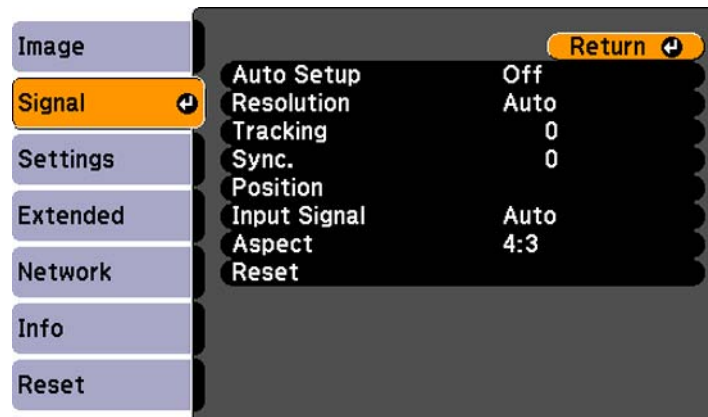 Image
Signal
Settings
Extended
Network
Info
Reset
Return
Auto Setup Off
Resolution Auto
Tracking 0
Sync. 0
Position
Input Signal Auto
Aspect 4:3
Reset